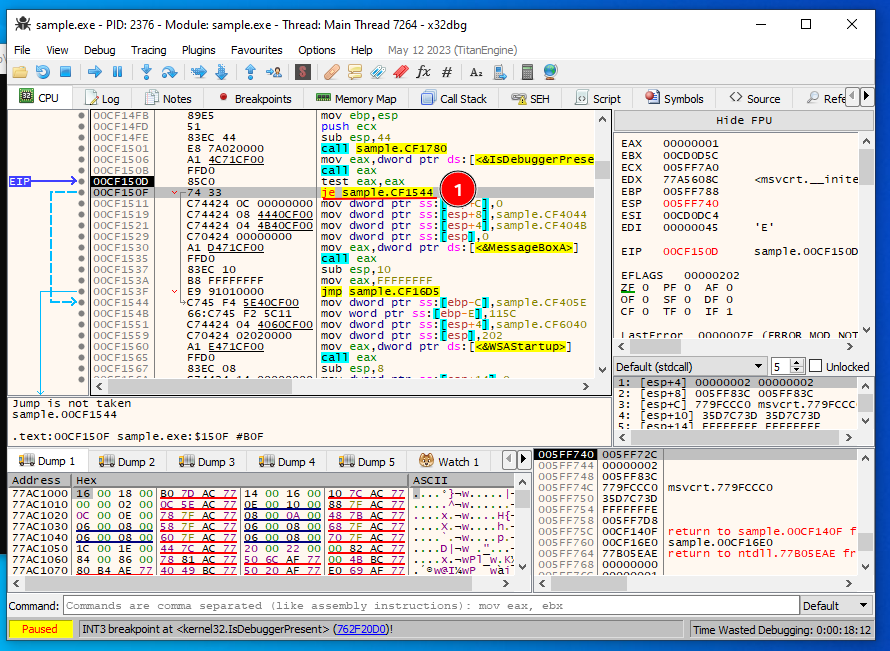 sample.exe - PID: 2376 - Module: sample.exe - Thread: Main Thread 7264 - x32dbg
File View Debug Tracing Plugins Favourites Options Help May 12 2023 (TitanEngine)
CPU Log Notes Breakpoints Memory Map Call Stack SEH Script Symbols Source Refe
Hide FPU
00CF14FB 89E5 mov ebp,esp
00CF14FD 51 push ecx
00CF14FE 83EC 44 sub esp,44
00CF1501 E8 7A020000 call sample.CF1780
00CF1506 A1 4C71CF00 mov eax,dword ptr ds:[<&IsDebuggerPrese
00CF150B FFD0 call eax
EIP 00CF150D 85C0 test eax,eax
00CF150F 74 33 je sample.CF1544
1
00CF1511 C74424 0C 00000000 mov dword ptr ss:[esp+C],0
00CF1519 C74424 08 4440CF00 mov dword ptr ss:[esp+8],sample.CF4044
00CF1521 C74424 04 4B40CF00 mov dword ptr ss:[esp+4],sample.CF404B
00CF1529 C70424 00000000 mov dword ptr ss:[esp],0
00CF1530 A1 D471CF00 mov eax,dword ptr ds:[<&MessageBoxA>]
00CF1535 FFD0 call eax
00CF1537 83EC 10 sub esp,10
00CF153A B8 FFFFFFFF mov eax,FFFFFFFF
00CF153F E9 91010000 jmp sample.CF16D5
00CF1544 C745 F4 5E40CF00 mov dword ptr ss:[ebp-C],sample.CF405E
00CF154B 66:C745 F2 5C11 mov word ptr ss:[ebp-E],115C
00CF1551 C74424 04 6040CF00 mov dword ptr ss:[esp+4],sample.CF6040
00CF1559 C70424 02020000 mov dword ptr ss:[esp],202
00CF1560 A1 E471CF00 mov eax,dword ptr ds:[<&WSAStartup>]
00CF1565 FFD0 call eax
00CF1567 83EC 08 sub esp,8
EAX 00000001
EBX 00CD0D5C
ECX 005FF7A0
EDX 77A5608C <msvcrt.__inite
EBP 005FF788
ESP 005FF740
ESI 00CD0DC4
EDI 00000045 'E'
EIP 00CF150D sample.00CF150D
EFLAGS 00000202
ZF 0 PF 0 AF 0
OF 0 SF 0 DF 0
CF 0 TF 0 IF 1
LastError 0000007E (ERROR_MOD_NOT
Default (stdcall) 5 Unlocked
1: [esp+4] 00000002 00000002
2: [esp+8] 005FF83C 005FF83C
3: [esp+C] 779FCCC0 msvcrt.779FCCC0
4: [esp+10] 35D7C73D 35D7C73D
5: [esp+14] FFFFFFFE FFFFFFFE
Jump is not taken
sample.00CF1544
.text:00CF150F sample.exe:$150F #B0F
Dump 1 Dump 2 Dump 3 Dump 4 Dump 5 Watch 1
Address Hex ASCII
77AC1000 16 00 18 00 B0 7D AC 77 14 00 16 00 10 7C AC 77
77AC1010 00 00 02 00 0C 5E AC 77 0E 00 10 00 88 7F AC 77
77AC1020 0C 00 0E 00 78 7F AC 77 08 00 0A 00 48 7B AC 77
77AC1030 06 00 08 00 58 7F AC 77 06 00 08 00 68 7F AC 77
77AC1040 06 00 08 00 60 7F AC 77 06 00 08 00 70 7F AC 77
77AC1050 1C 00 1E 00 44 7C AC 77 20 00 22 00 00 82 AC 77
77AC1060 84 00 86 00 78 81 AC 77 50 6C AF 77 00 4B BC 77
77AC1070 80 B4 AE 77 40 49 BC 77 50 20 AF 77 E0 69 AF 77
005FF740 005FF72C
005FF744 00000002
005FF748 005FF83C
005FF74C 779FCCC0 msvcrt.779FCCC0
005FF750 35D7C73D
005FF754 FFFFFFFE
005FF758 005FF7D8
005FF75C 00CF140F return to sample.00CF140F f
005FF760 00CF16E0 sample.00CF16E0
005FF764 77B05EAE return to ntdll.77B05EAE fr
005FF768 00000000
Command: Commands are comma separated (like assembly instructions): mov eax, ebx Default
Paused INT3 breakpoint at <kernel32.IsDebuggerPresent> (762F20D0)! Time Wasted Debugging: 0:00:18:12